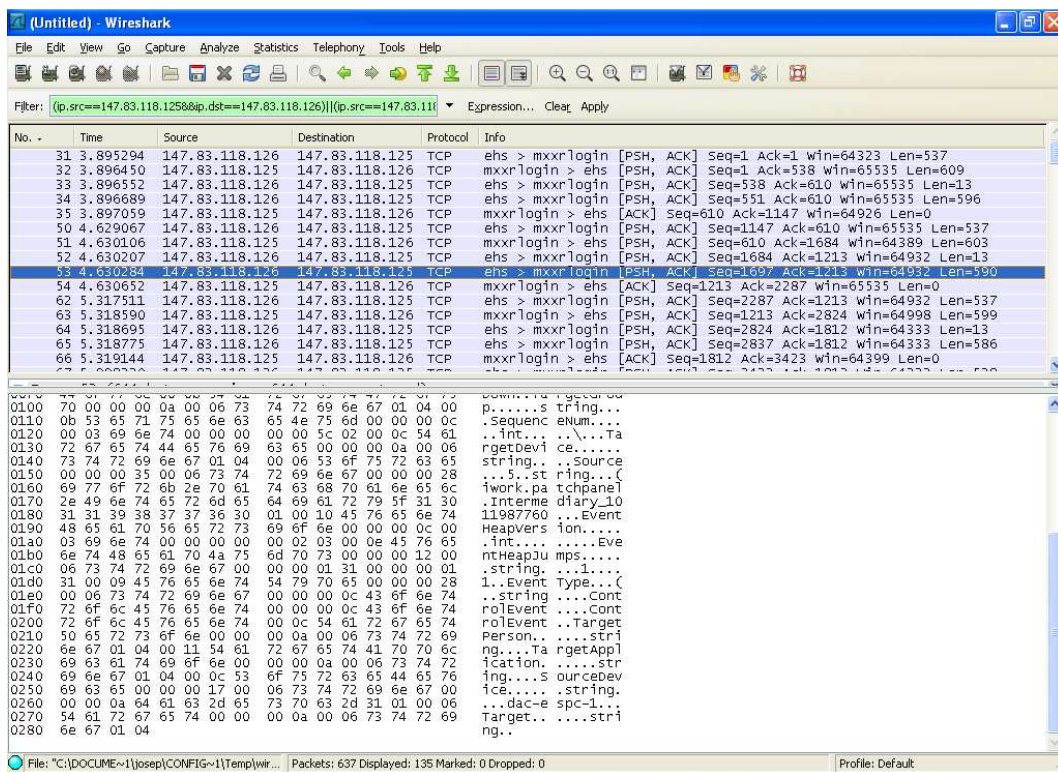 (Untitled) - Wireshark
File Edit View Go Capture Analyze Statistics Telephony Tools Help
Filter: (ip.src==147.83.118.125&&ip.dst==147.83.118.126)||(ip.src==147.83.118 Expression... Clear Apply
No. - Time Source Destination Protocol Info
31 3.895294 147.83.118.126 147.83.118.125 TCP ehs > mxxrlogin [PSH, ACK] Seq=1 Ack=1 Win=64323 Len=537
32 3.896450 147.83.118.125 147.83.118.126 TCP mxxrlogin > ehs [PSH, ACK] Seq=1 Ack=538 Win=65535 Len=609
33 3.896552 147.83.118.126 147.83.118.125 TCP ehs > mxxrlogin [PSH, ACK] Seq=538 Ack=610 Win=65535 Len=13
34 3.896689 147.83.118.126 147.83.118.125 TCP ehs > mxxrlogin [PSH, ACK] Seq=551 Ack=610 Win=65535 Len=596
35 3.897059 147.83.118.125 147.83.118.126 TCP mxxrlogin > ehs [ACK] Seq=610 Ack=1147 Win=64926 Len=0
50 4.629067 147.83.118.126 147.83.118.125 TCP ehs > mxxrlogin [PSH, ACK] Seq=1147 Ack=610 Win=65535 Len=537
51 4.630106 147.83.118.125 147.83.118.126 TCP mxxrlogin > ehs [PSH, ACK] Seq=610 Ack=1684 Win=64389 Len=603
52 4.630207 147.83.118.126 147.83.118.125 TCP ehs > mxxrlogin [PSH, ACK] Seq=1684 Ack=1213 Win=64932 Len=13
53 4.630284 147.83.118.126 147.83.118.125 TCP ehs > mxxrlogin [PSH, ACK] Seq=1697 Ack=1213 Win=64932 Len=590
54 4.630652 147.83.118.125 147.83.118.126 TCP mxxrlogin > ehs [ACK] Seq=1213 Ack=2287 Win=65535 Len=0
62 5.317511 147.83.118.126 147.83.118.125 TCP ehs > mxxrlogin [PSH, ACK] Seq=2287 Ack=1213 Win=64932 Len=537
63 5.318590 147.83.118.125 147.83.118.126 TCP mxxrlogin > ehs [PSH, ACK] Seq=1213 Ack=2824 Win=64998 Len=599
64 5.318695 147.83.118.126 147.83.118.125 TCP ehs > mxxrlogin [PSH, ACK] Seq=2824 Ack=1812 Win=64333 Len=13
65 5.318775 147.83.118.126 147.83.118.125 TCP ehs > mxxrlogin [PSH, ACK] Seq=2837 Ack=1812 Win=64333 Len=586
66 5.319144 147.83.118.125 147.83.118.126 TCP mxxrlogin > ehs [ACK] Seq=1812 Ack=3423 Win=64399 Len=0
0100 70 00 00 00 0a 00 06 73 74 72 69 6e 67 01 04 00 p......s tring...
0110 0b 53 65 71 75 65 6e 63 65 4e 75 6d 00 00 00 0c .Sequenc eNum....
0120 00 03 69 6e 74 00 00 00 00 00 5c 02 00 0c 54 61 ..int... ..\...Ta
0130 72 67 65 74 44 65 76 69 63 65 00 00 00 0a 00 06 rgetDevi ce......
0140 73 74 72 69 6e 67 01 04 00 06 53 6f 75 72 63 65 string.. ..Source
0150 00 00 00 35 00 06 73 74 72 69 6e 67 00 00 00 28 ...5..st ring...(
0160 69 77 6f 72 6b 2e 70 61 74 63 68 70 61 6e 65 6c iwork.pa tchpanel
0170 2e 49 6e 74 65 72 6d 65 64 69 61 72 79 5f 31 30 .Interme diary_10
0180 31 31 39 38 37 37 36 30 01 00 10 45 76 65 6e 74 11987760 ...Event
0190 48 65 61 70 56 65 72 73 69 6f 6e 00 00 00 0c 00 HeapVers ion.....
01a0 03 69 6e 74 00 00 00 00 00 02 03 00 0e 45 76 65 .int.... .....Eve
01b0 6e 74 48 65 61 70 4a 75 6d 70 73 00 00 00 12 00 ntHeapJu mps.....
01c0 06 73 74 72 69 6e 67 00 00 00 01 31 00 00 00 01 .string. ...1....
01d0 31 00 09 45 76 65 6e 74 54 79 70 65 00 00 00 28 1..Event Type...(
01e0 00 06 73 74 72 69 6e 67 00 00 00 0c 43 6f 6e 74 ..string ....Cont
01f0 72 6f 6c 45 76 65 6e 74 00 00 00 0c 43 6f 6e 74 rolEvent ....Cont
0200 72 6f 6c 45 76 65 6e 74 00 0c 54 61 72 67 65 74 rolEvent ..Target
0210 50 65 72 73 6f 6e 00 00 00 0a 00 06 73 74 72 69 Person.. ....stri
0220 6e 67 01 04 00 11 54 61 72 67 65 74 41 70 70 6c ng....Ta rgetAppl
0230 69 63 61 74 69 6f 6e 00 00 00 0a 00 06 73 74 72 ication. .....str
0240 69 6e 67 01 04 00 0c 53 6f 75 72 63 65 44 65 76 ing....S ourceDev
0250 69 63 65 00 00 00 17 00 06 73 74 72 69 6e 67 00 ice..... .string.
0260 00 00 0a 64 61 63 2d 65 73 70 63 2d 31 01 00 06 ...dac-e spc-1...
0270 54 61 72 67 65 74 00 00 00 0a 00 06 73 74 72 69 Target.. ....stri
0280 6e 67 01 04 ng..
File: "C:\DOCUME~1\josep\CONFIG~1\Temp\wir... Packets: 637 Displayed: 135 Marked: 0 Dropped: 0 Profile: Default